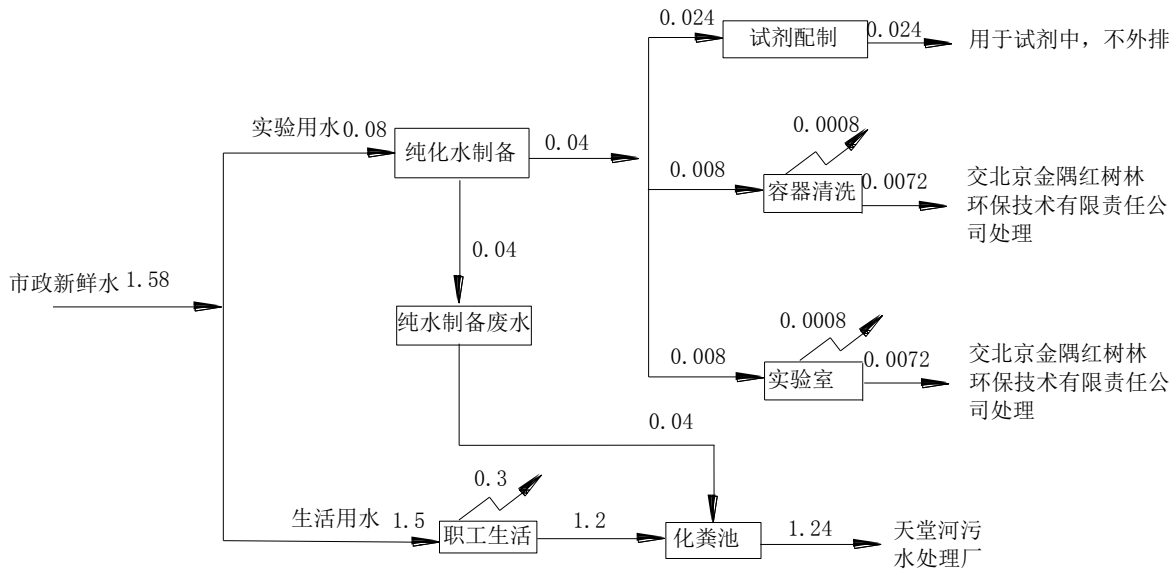 0.024
试剂配制
0.024
用于试剂中，不外排
实验用水0.08
纯化水制备
0.04
0.0008
0.008
容器清洗
0.0072
交北京金隅红树林
环保技术有限责任公
司处理
0.04
市政新鲜水1.58
纯水制备废水
0.0008
0.008
实验室
0.0072
交北京金隅红树林
环保技术有限责任公
司处理
0.04
0.3
生活用水 1.5
职工生活
1.2
化粪池
1.24
天堂河污
水处理厂